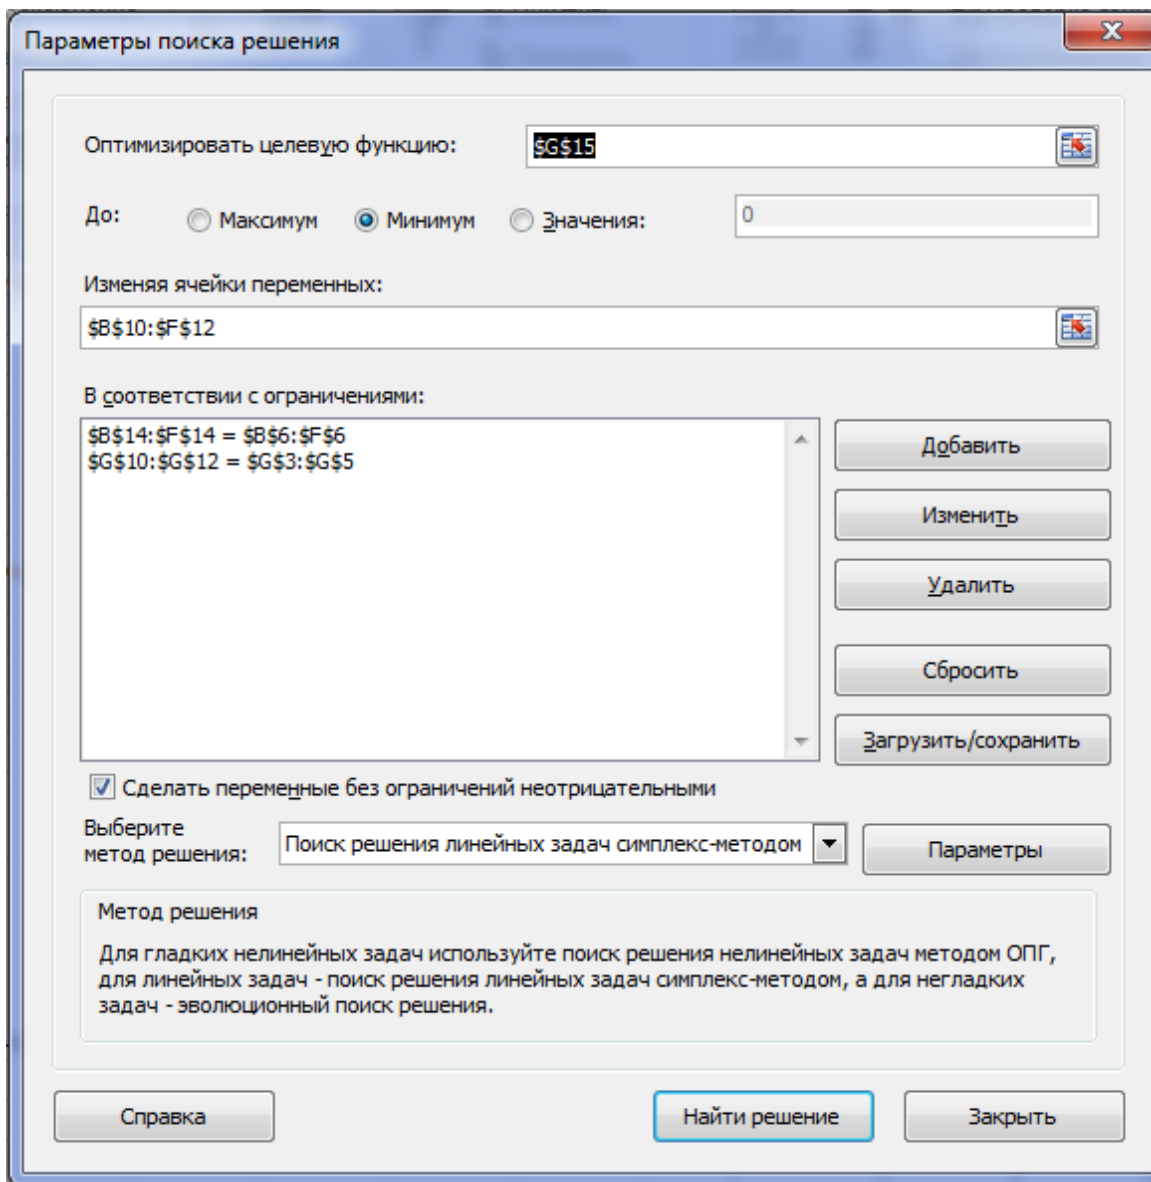 Параметры поиска решения
Оптимизировать целевую функцию: $G$15
До: Максимум Минимум Значения: 0
Изменяя ячейки переменных:
$B$10:$F$12
В соответствии с ограничениями:
$B$14:$F$14 = $B$6:$F$6
$G$10:$G$12 = $G$3:$G$5
Добавить
Изменить
Удалить
Сбросить
Загрузить/сохранить
Сделать переменные без ограничений неотрицательными
Выберите
метод решения:
Поиск решения линейных задач симплекс-методом
Параметры
Метод решения
Для гладких нелинейных задач используйте поиск решения нелинейных задач методом ОПГ,
для линейных задач - поиск решения линейных задач симплекс-методом, а для негладких
задач - эволюционный поиск решения.
Справка
Найти решение
Закрыть